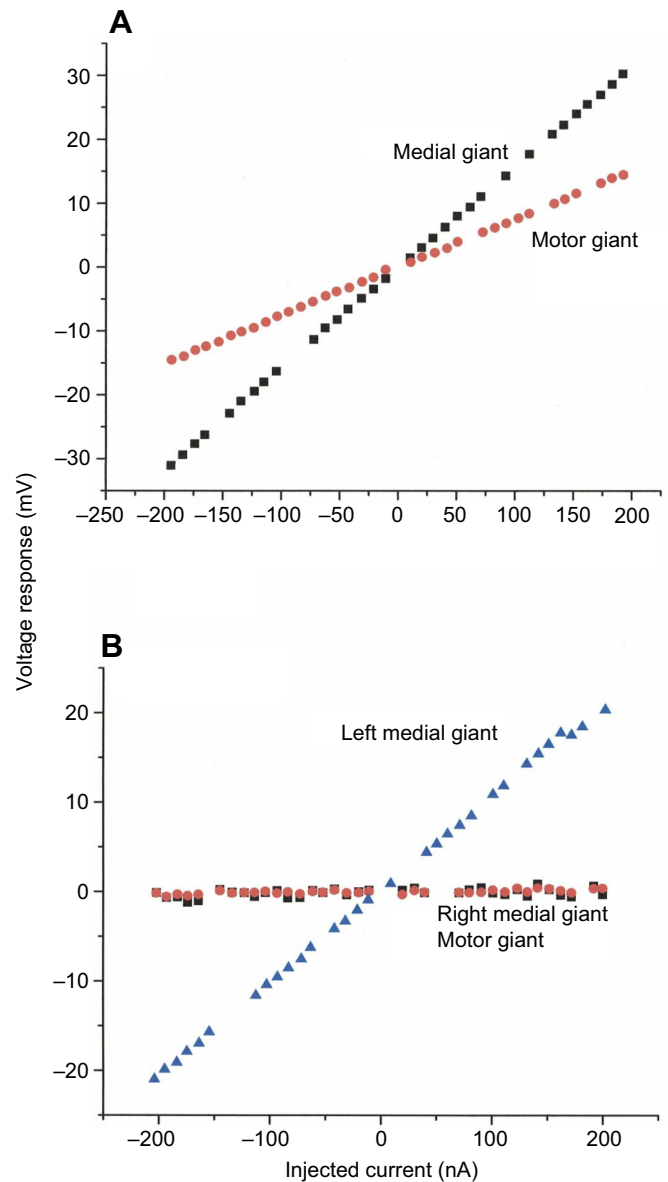 A
30
20
10
0
–10
–20
–30
Medial giant
Motor giant
–250 –200 –150 –100 –50 0 50 100 150 200
Voltage response (mV)
B
20
10
0
–10
–20
Left medial giant
Right medial giant
Motor giant
–200 –100 0 100 200
Injected current (nA)